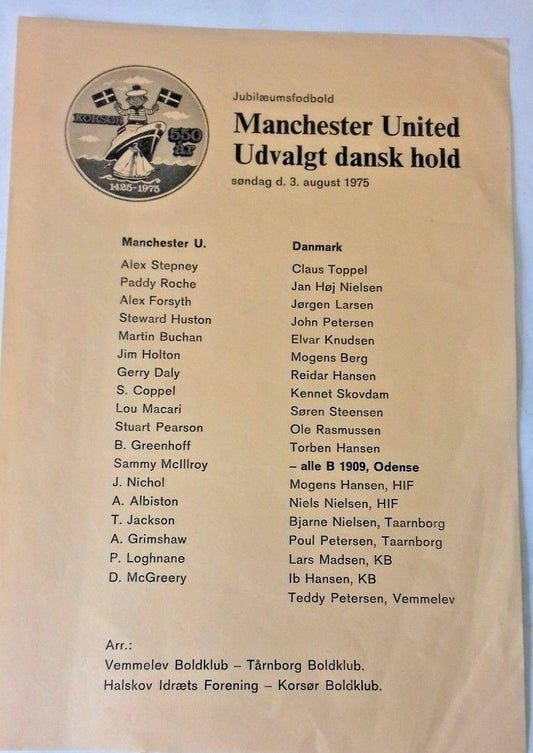 KORSØR
550
år
1425-1975
Jubilæumsfodbold
Manchester United
Udvalgt dansk hold
søndag d. 3. august 1975
Manchester U.
Alex Stepney
Paddy Roche
Alex Forsyth
Steward Huston
Martin Buchan
Jim Holton
Gerry Daly
S. Coppel
Lou Macari
Stuart Pearson
B. Greenhoff
Sammy McIllroy
J. Nichol
A. Albiston
T. Jackson
A. Grimshaw
P. Loghnane
D. McGreery
Danmark
Claus Toppel
Jan Høj Nielsen
Jørgen Larsen
John Petersen
Elvar Knudsen
Mogens Berg
Reidar Hansen
Kennet Skovdam
Søren Steensen
Ole Rasmussen
Torben Hansen
– alle B 1909, Odense
Mogens Hansen, HIF
Niels Nielsen, HIF
Bjarne Nielsen, Taarnborg
Poul Petersen, Taarnborg
Lars Madsen, KB
Ib Hansen, KB
Teddy Petersen, Vemmelev
Arr.:
Vemmelev Boldklub – Tårnborg Boldklub.
Halskov Idræts Forening – Korsør Boldklub.